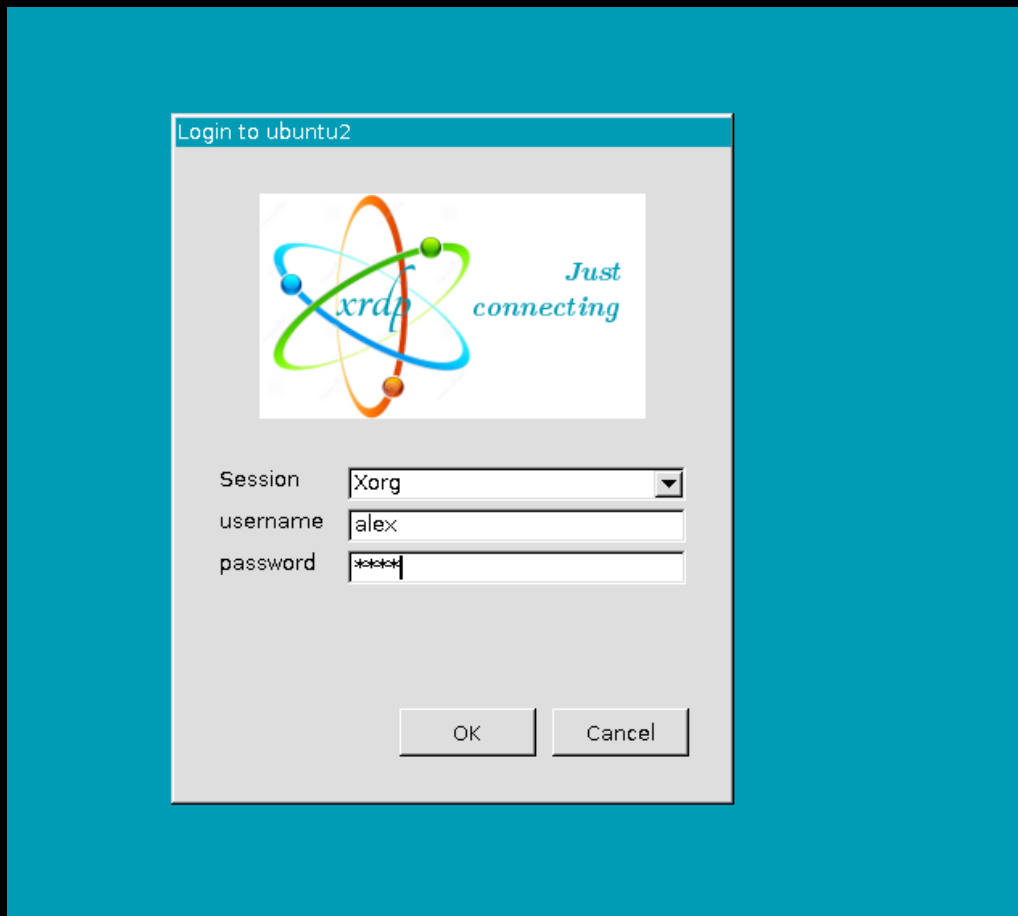 Login to ubuntu2
xrdp
Just
connecting
Session
Xorg
username
alex
password
****
OK
Cancel